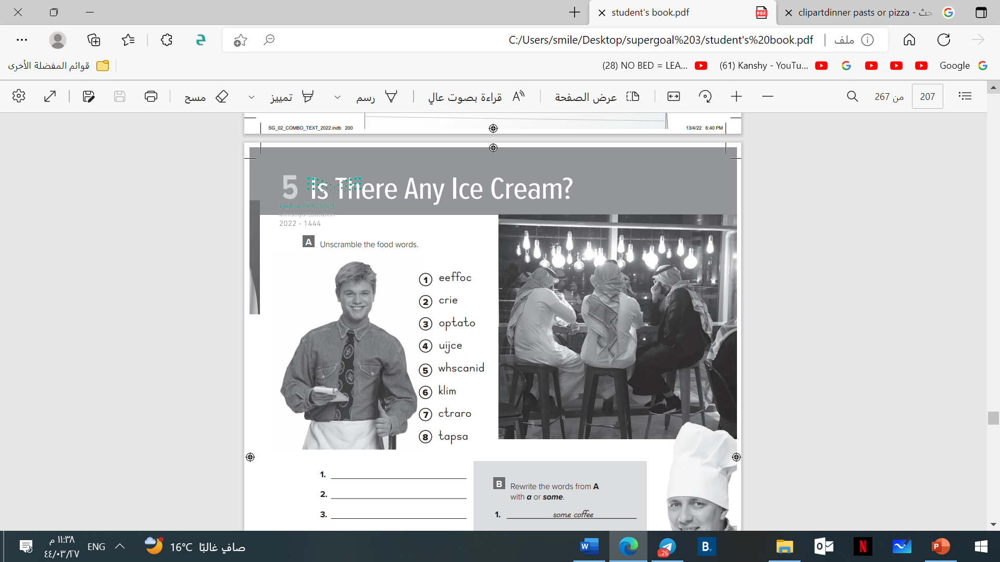 student's book.pdf
clipartdinner pasts or pizza - بحث
C:/Users/smile/Desktop/supergoal%203/student's%20book.pdf
ملف
قوائم المفضلة الأخرى
(28) NO BED = LEA...
(61) Kanshy - YouTu...
Google
مسح
تمييز
رسم
قراءة بصوت عالٍ
عرض الصفحة
من 267
207
SG_02_COMBO_TEXT_2022.indb 200
13/4/22 6:40 PM
5 Is There Any Ice Cream?
وزارة التعليم
Ministry of Education
2022 - 1444
A Unscramble the food words.
1 eeffoc
2 crie
3 optato
4 uijce
5 whscanid
6 klim
7 ctraro
8 tapsa
1.
2.
3.
B Rewrite the words from A
with a or some.
1. some coffee
١١:٣٨ م
٤٤/٠٣/٢٧
ENG
16°C صافٍ غالبًا
..26
B.